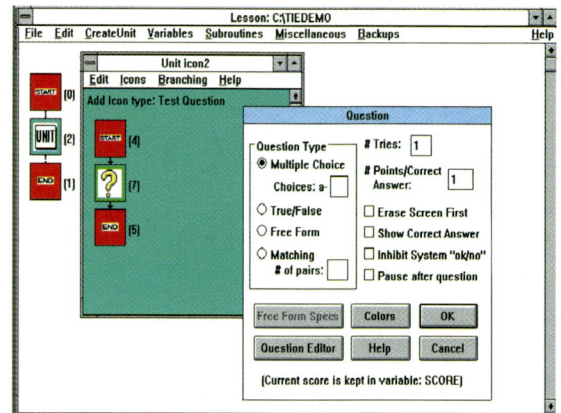 Lesson: C:\TIEDEMO
File Edit CreateUnit Variables Subroutines Miscellaneous Backups Help
Unit icon2
Edit Icons Branching Help
Add Icon type: Test Question
START (0)
UNIT (2)
END (1)
START (4)
? (7)
END (5)
Question
Question Type
Multiple Choice
Choices: a-
True/False
Free Form
Matching
# of pairs:
# Tries: 1
# Points/Correct
Answer: 1
Erase Screen First
Show Correct Answer
Inhibit System "ok/no"
Pause after question
Free Form Specs Colors OK
Question Editor Help Cancel
(Current score is kept in variable: SCORE)